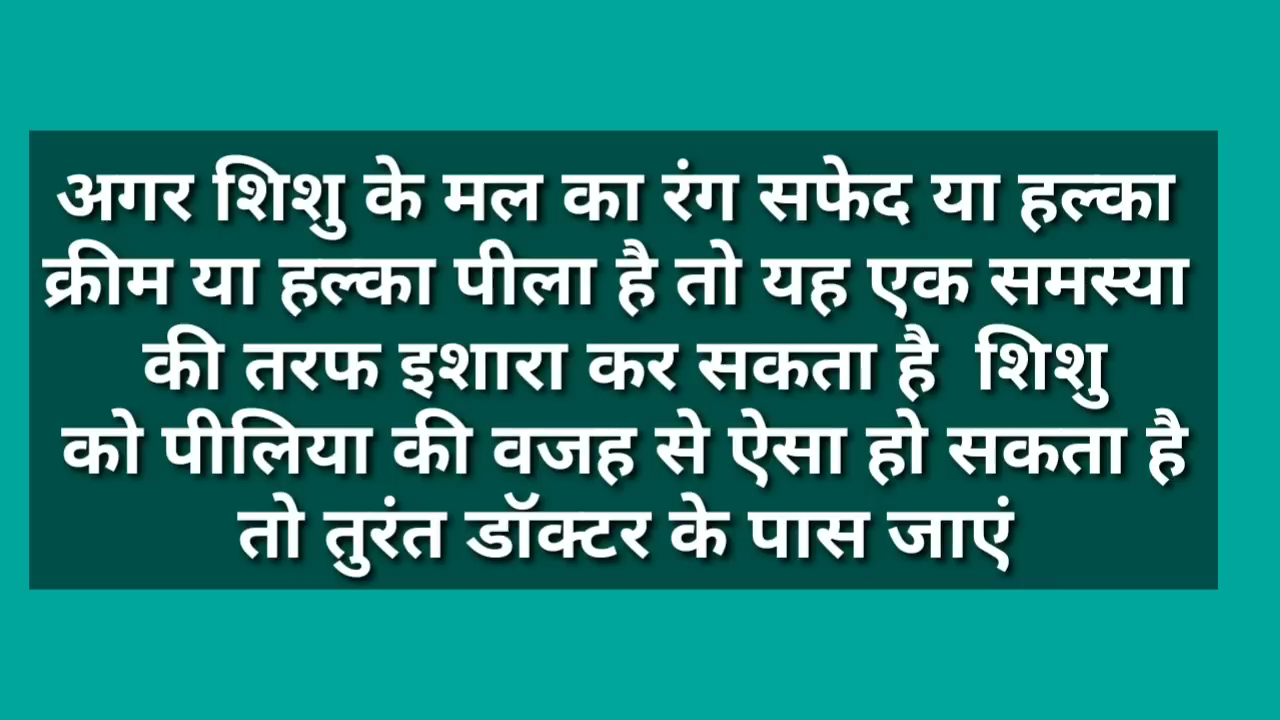 अगर शिशु के मल का रंग सफेद या हल्का
क्रीम या हल्का पीला है तो यह एक समस्या
की तरफ इशारा कर सकता है शिशु
को पीलिया की वजह से ऐसा हो सकता है
तो तुरंत डॉक्टर के पास जाएं